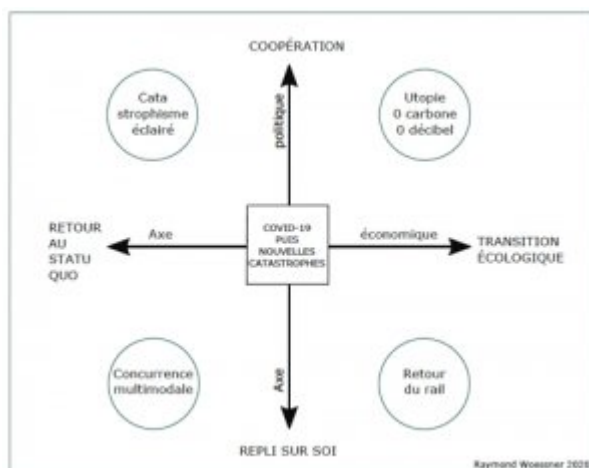 COOPÉRATION
Cata
strophisme
éclairé
politique
Utopie
0 carbone
0 décibel
RETOUR
AU
STATU
QUO
Axe
COVID-19
PUIS
NOUVELLES
CATASTROPHES
économique
TRANSITION
ÉCOLOGIQUE
Concurrence
multimodale
Axe
Retour
du rail
REPLI SUR SOI
Raymond Woessner 2020